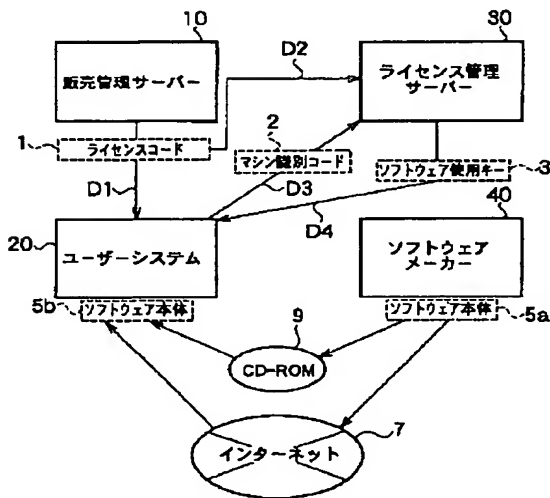 10
30
D2
販売管理サーバー
ライセンス管理
サーバー
1
ライセンスコード
2
マシン識別コード
ソフトウェア使用キー
3
D1
D3
D4
20
40
ユーザーシステム
ソフトウェア
メーカー
5b
ソフトウェア本体
ソフトウェア本体
5a
9
CD-ROM
インターネット
7